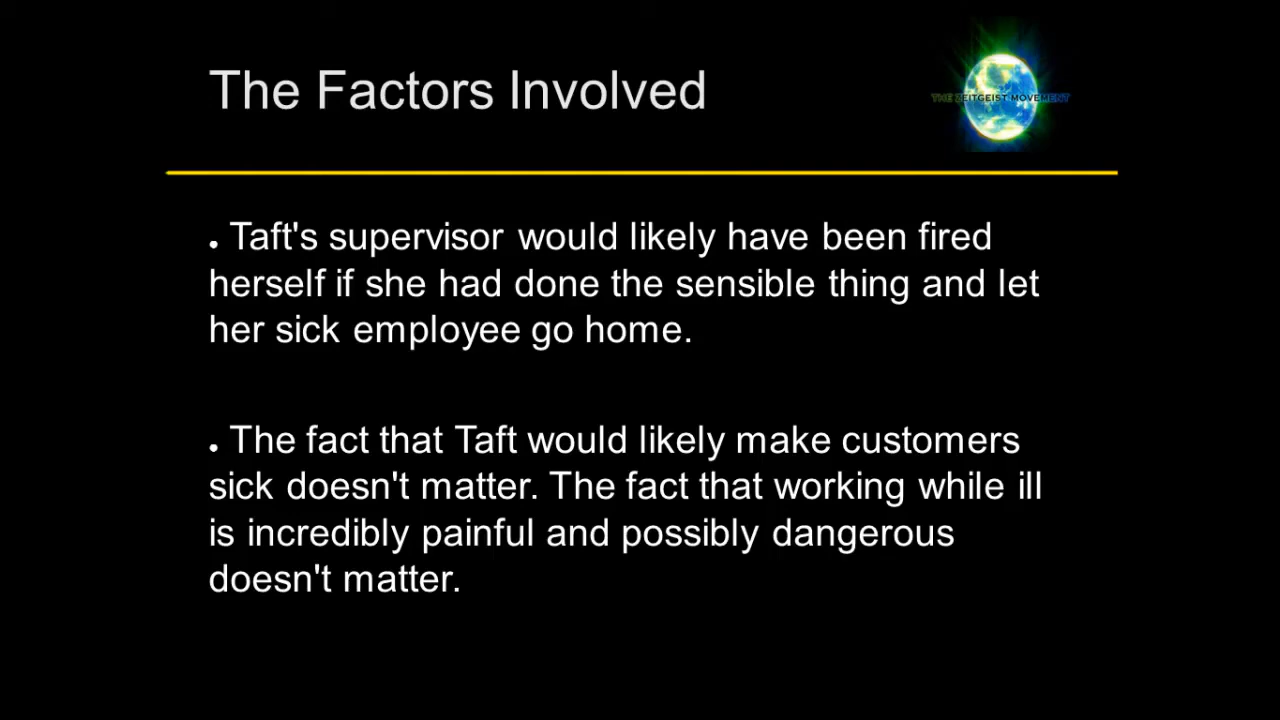 The Factors Involved
THE ZEITGEIST MOVEMENT
● Taft's supervisor would likely have been fired
herself if she had done the sensible thing and let
her sick employee go home.
● The fact that Taft would likely make customers
sick doesn't matter. The fact that working while ill
is incredibly painful and possibly dangerous
doesn't matter.